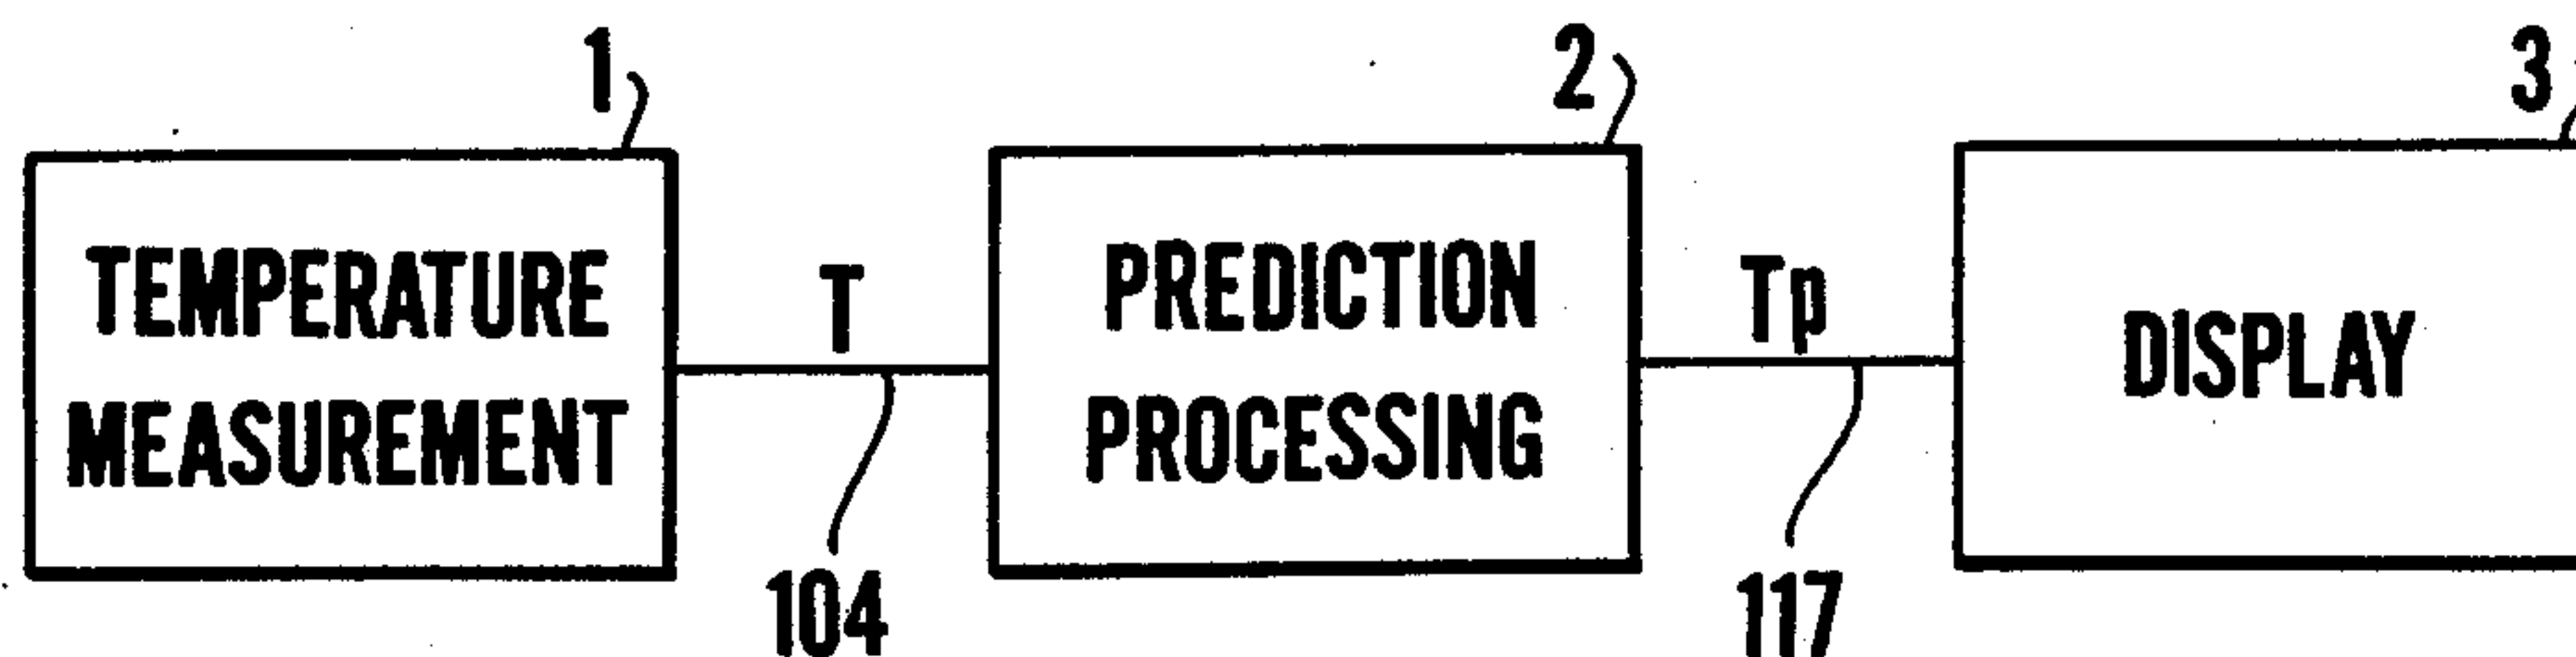 1
2
3
TEMPERATURE
MEASUREMENT
T
PREDICTION
PROCESSING
Tp
DISPLAY
104
117